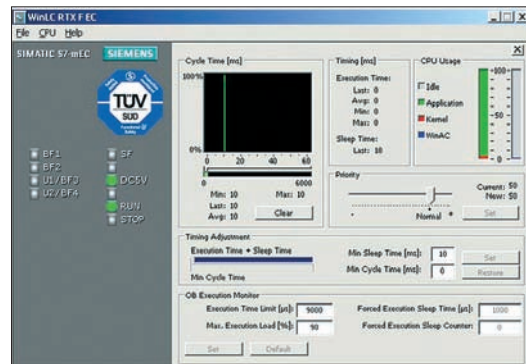 WinLC RTX F EC
File CPU Help
SIMATIC S7-mEC
SIEMENS
TÜV
SUD
Functional
Safety
BF1
BF2
U1/BF3
U2/BF4
SF
DC5V
RUN
STOP
Cycle Time [ms]
100%
0%
0 20 40 60
0 6000
Min: 10 Max: 10
Last: 10
Avg: 10
Clear
Timing [ms]
Execution Time:
Last: 0
Avg: 0
Min: 0
Max: 0
Sleep Time:
Last: 10
CPU Usage
Idle
Application
Kernel
WinAC
-100-
- 50 -
- 0 -
Priority
Current: 50
New: 50
- Normal +
Set
Timing Adjustment
Execution Time + Sleep Time
Min Cycle Time
Min Sleep Time [ms]: 10
Min Cycle Time [ms]: 0
Set
Restore
OB Execution Monitor
Execution Time Limit [µs]: 9000
Max. Execution Load [%]: 90
Forced Execution Sleep Time [µs]: 1000
Forced Execution Sleep Counter: 0
Set
Default